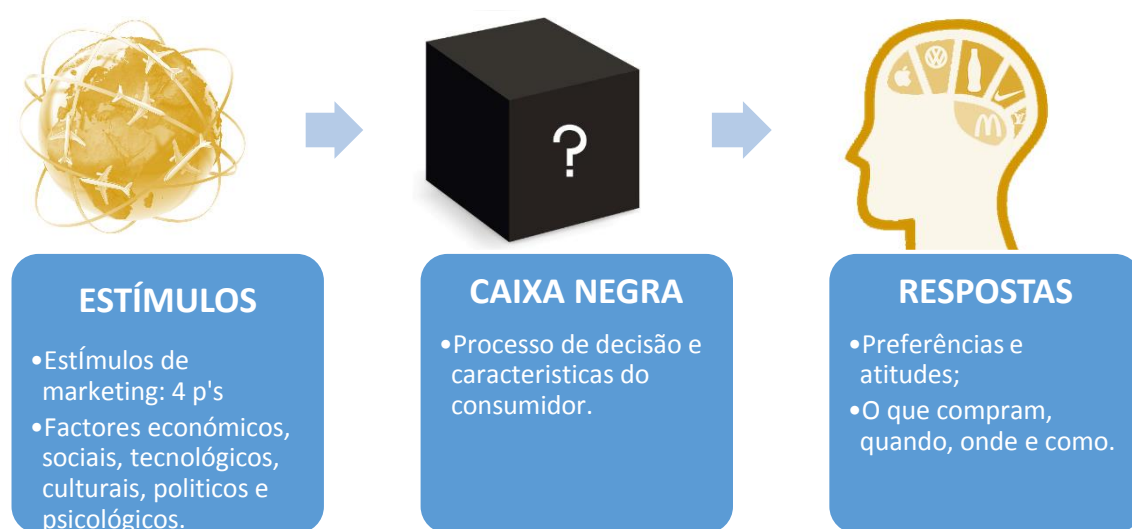 ?
ESTÍMULOS
•EstÍmulos de
marketing: 4 p's
•Factores económicos,
sociais, tecnológicos,
culturais, politicos e
psicológicos.
CAIXA NEGRA
•Processo de decisão e
caracteristicas do
consumidor.
RESPOSTAS
•Preferências e
atitudes;
•O que compram,
quando, onde e como.